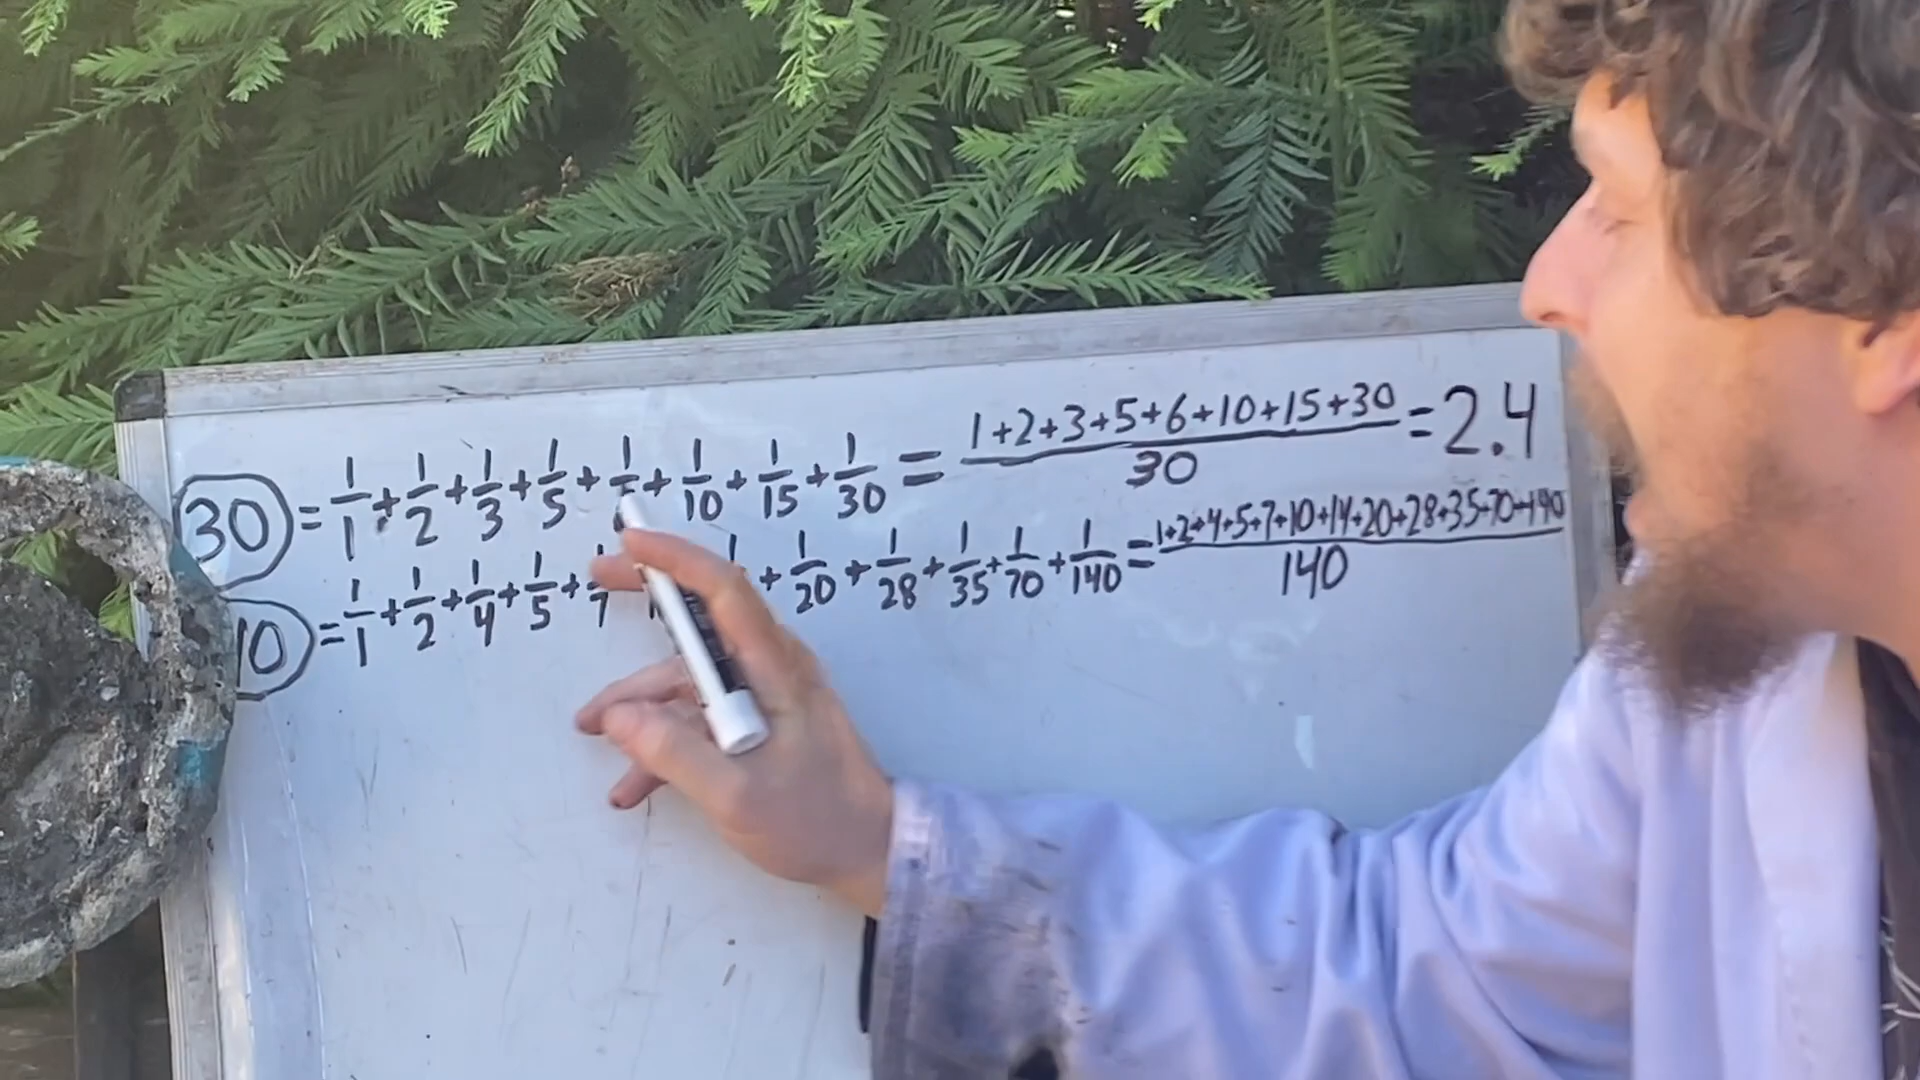 30 = 1/1 + 1/2 + 1/3 + 1/5 + 1/ + 1/10 + 1/15 + 1/30 = 1+2+3+5+6+10+15+30/30 = 2.4
10 = 1/1 + 1/2 + 1/4 + 1/5 + 1/7 + 1/20 + 1/28 + 1/35 + 1/70 + 1/140 = 1+2+4+5+7+10+14+20+28+35+70+140/140